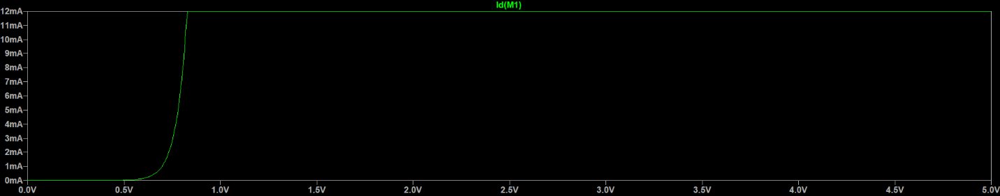 Id(M1)
12mA
11mA
10mA
9mA
8mA
7mA
6mA
5mA
4mA
3mA
2mA
1mA
0mA
0.0V 0.5V 1.0V 1.5V 2.0V 2.5V 3.0V 3.5V 4.0V 4.5V 5.0V